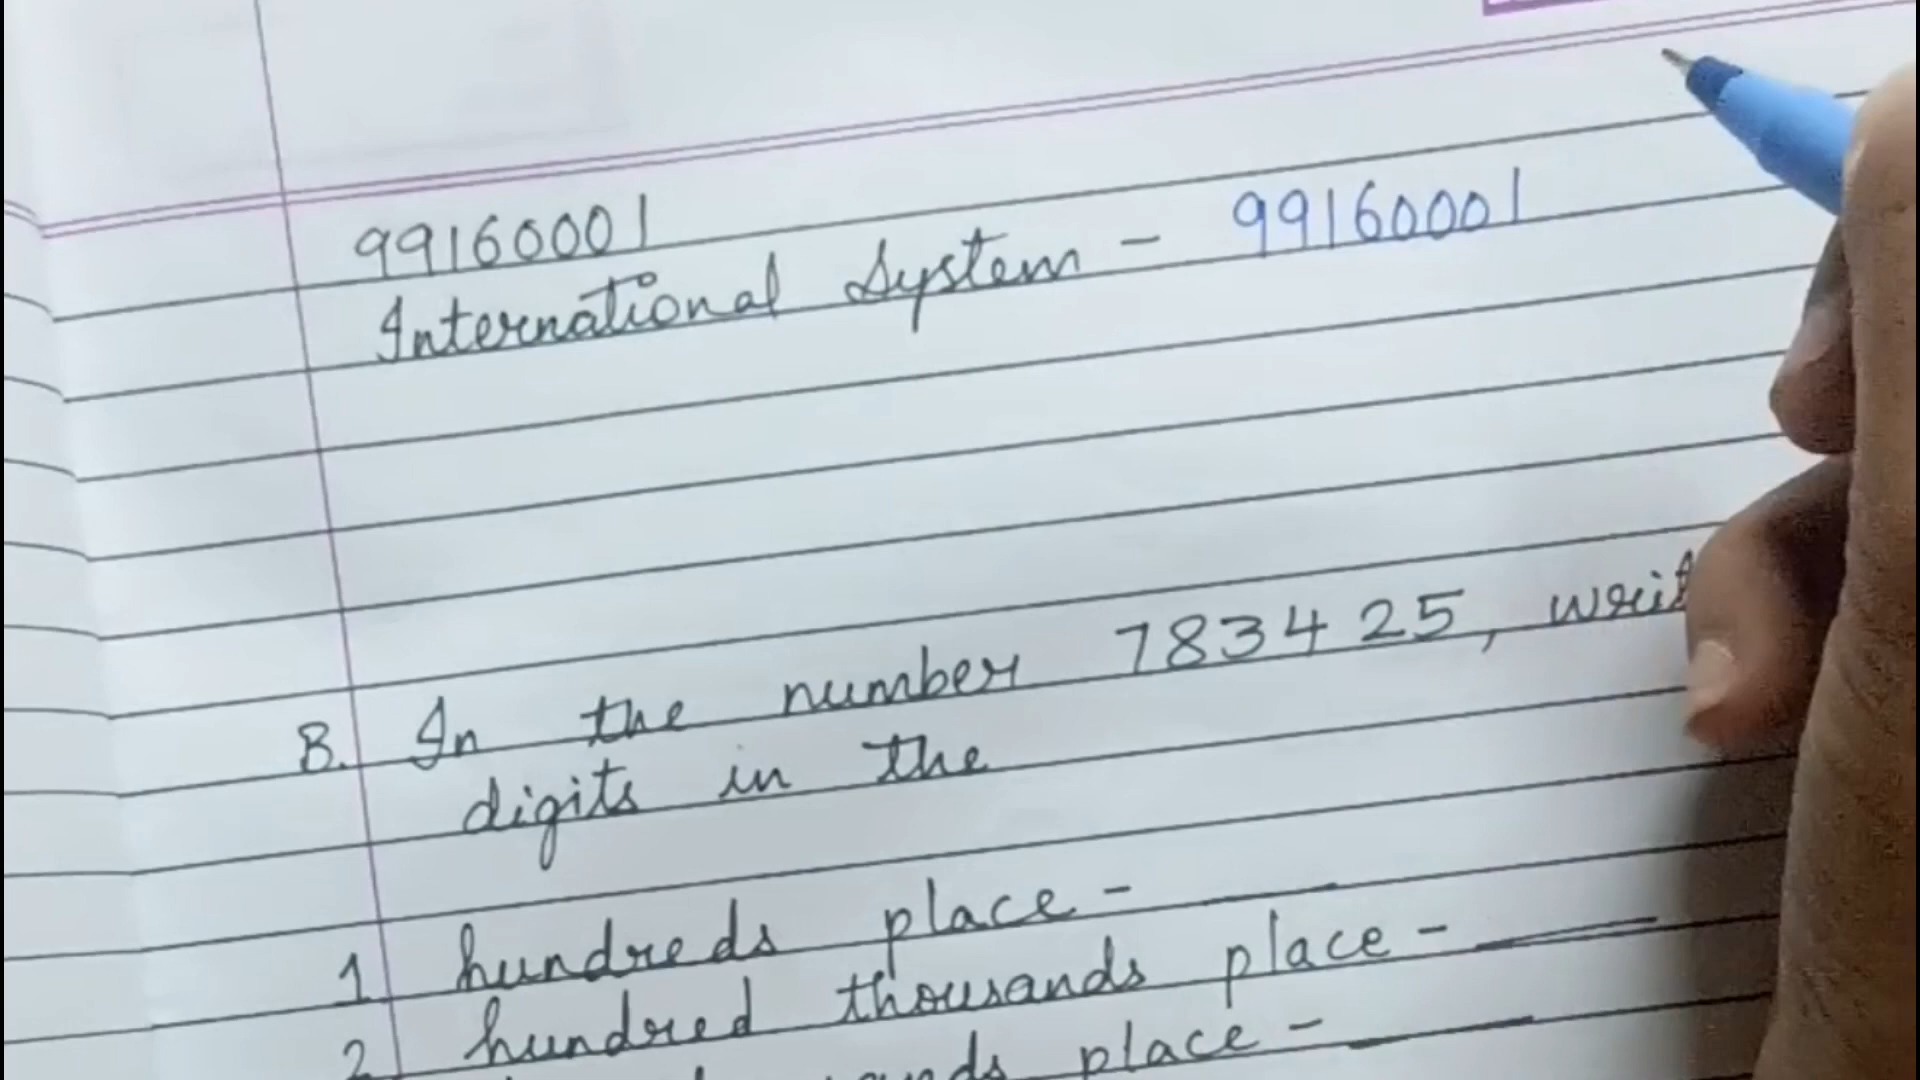 99160001
International System - 99160001
B. In the number 783425, writ
digits in the
1 hundreds place -
2 hundred thousands place -
place -